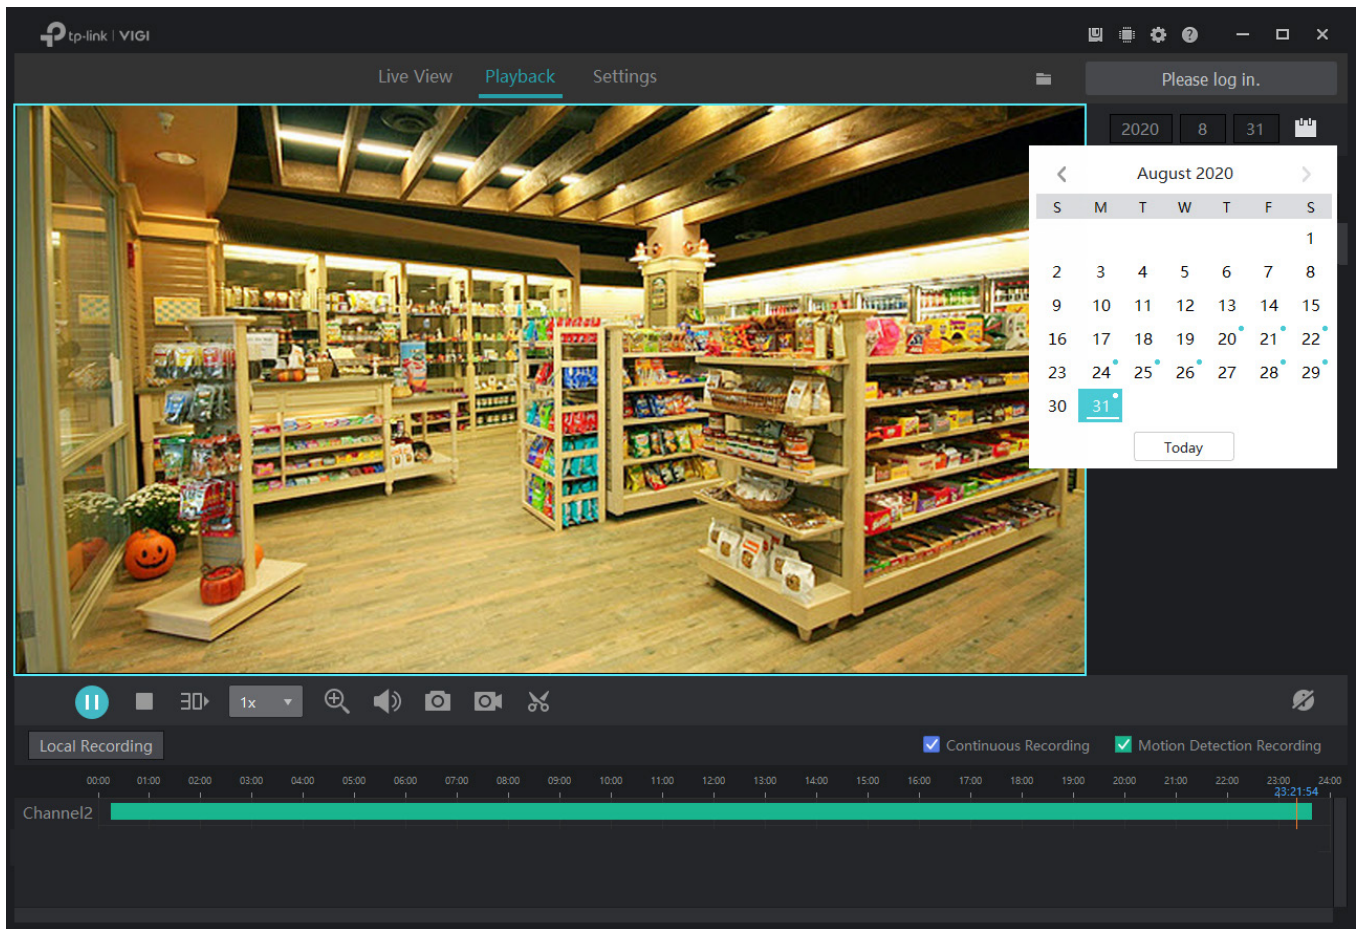 tp-link | VIGI
Live View Playback Settings
Please log in.
2020 8 31
August 2020
S M T W T F S
1
2 3 4 5 6 7 8
9 10 11 12 13 14 15
16 17 18 19 20 21 22
23 24 25 26 27 28 29
30 31
Today
1x
Local Recording
Continuous Recording
Motion Detection Recording
00:00 01:00 02:00 03:00 04:00 05:00 06:00 07:00 08:00 09:00 10:00 11:00 12:00 13:00 14:00 15:00 16:00 17:00 18:00 19:00 20:00 21:00 22:00 23:00 24:00
23:21:54
Channel2